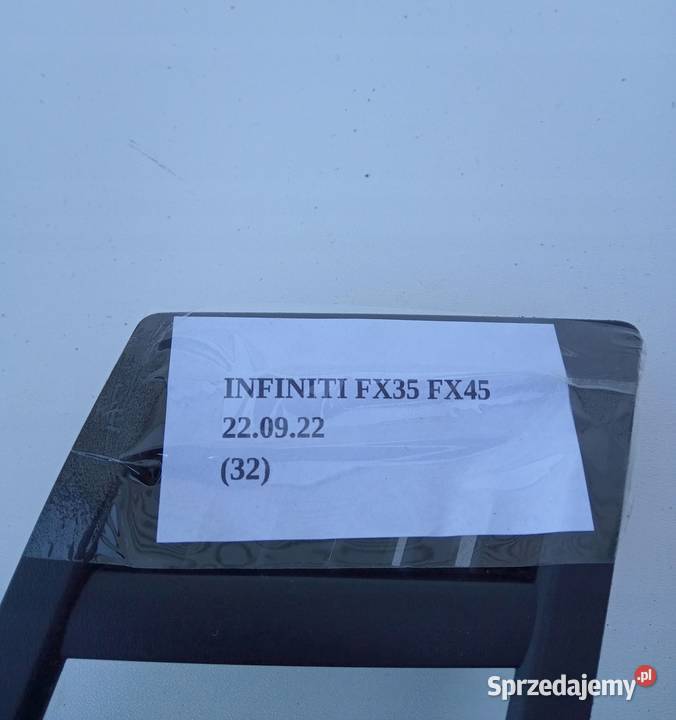 INFINITI FX35 FX45
22.09.22
(32)
Sprzedajemy.pl